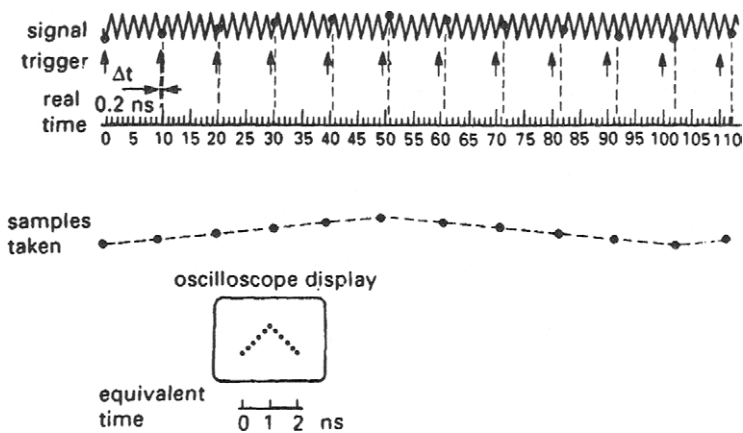 signal
trigger
Δt
real
0.2 ns
time
0 5 10 15 20 25 30 35 40 45 50 55 60 65 70 75 80 85 90 95 100 110
samples
taken
oscilloscope display
equivalent
time
0 1 2 ns